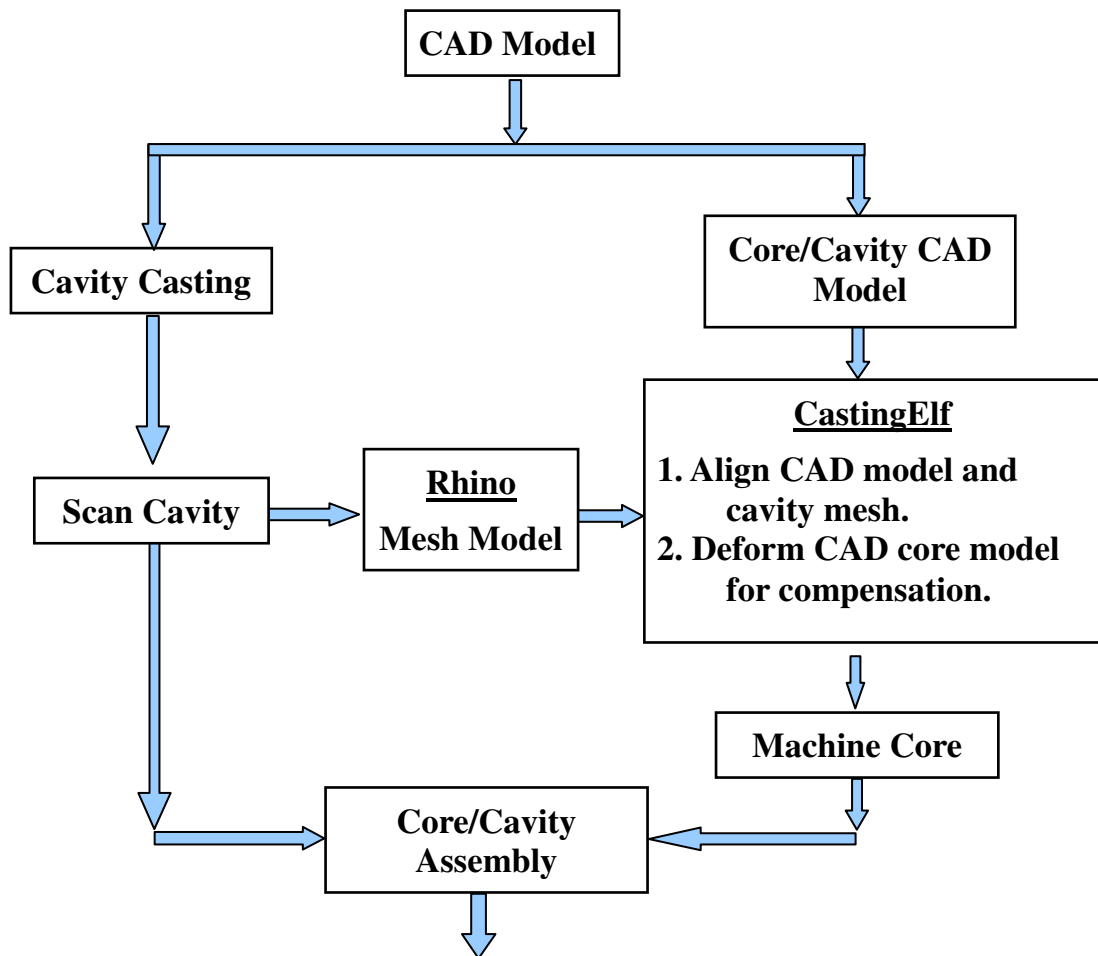 CAD Model
Cavity Casting
Core/Cavity CAD
Model
CastingElf
1. Align CAD model and
cavity mesh.
2. Deform CAD core model
for compensation.
Scan Cavity
Rhino
Mesh Model
Machine Core
Core/Cavity
Assembly